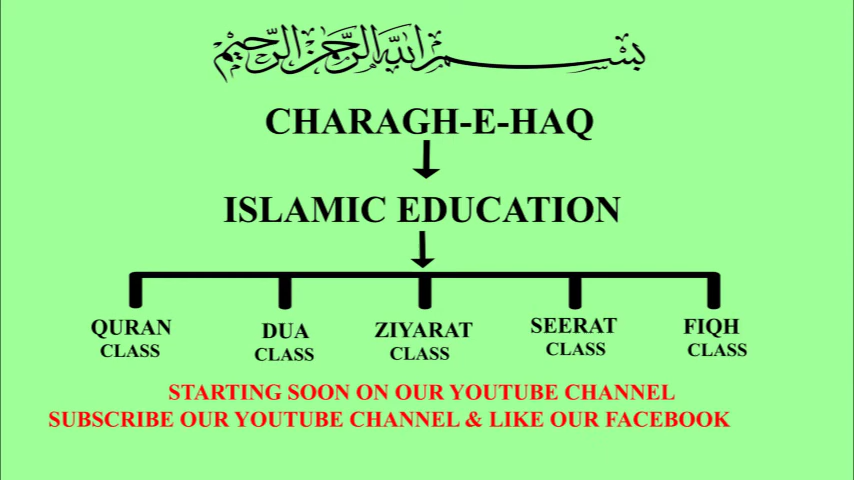 بسم الله الرحمن الرحيم
CHARAGH-E-HAQ
ISLAMIC EDUCATION
QURAN CLASS
DUA CLASS
ZIYARAT CLASS
SEERAT CLASS
FIQH CLASS
STARTING SOON ON OUR YOUTUBE CHANNEL
SUBSCRIBE OUR YOUTUBE CHANNEL & LIKE OUR FACEBOOK